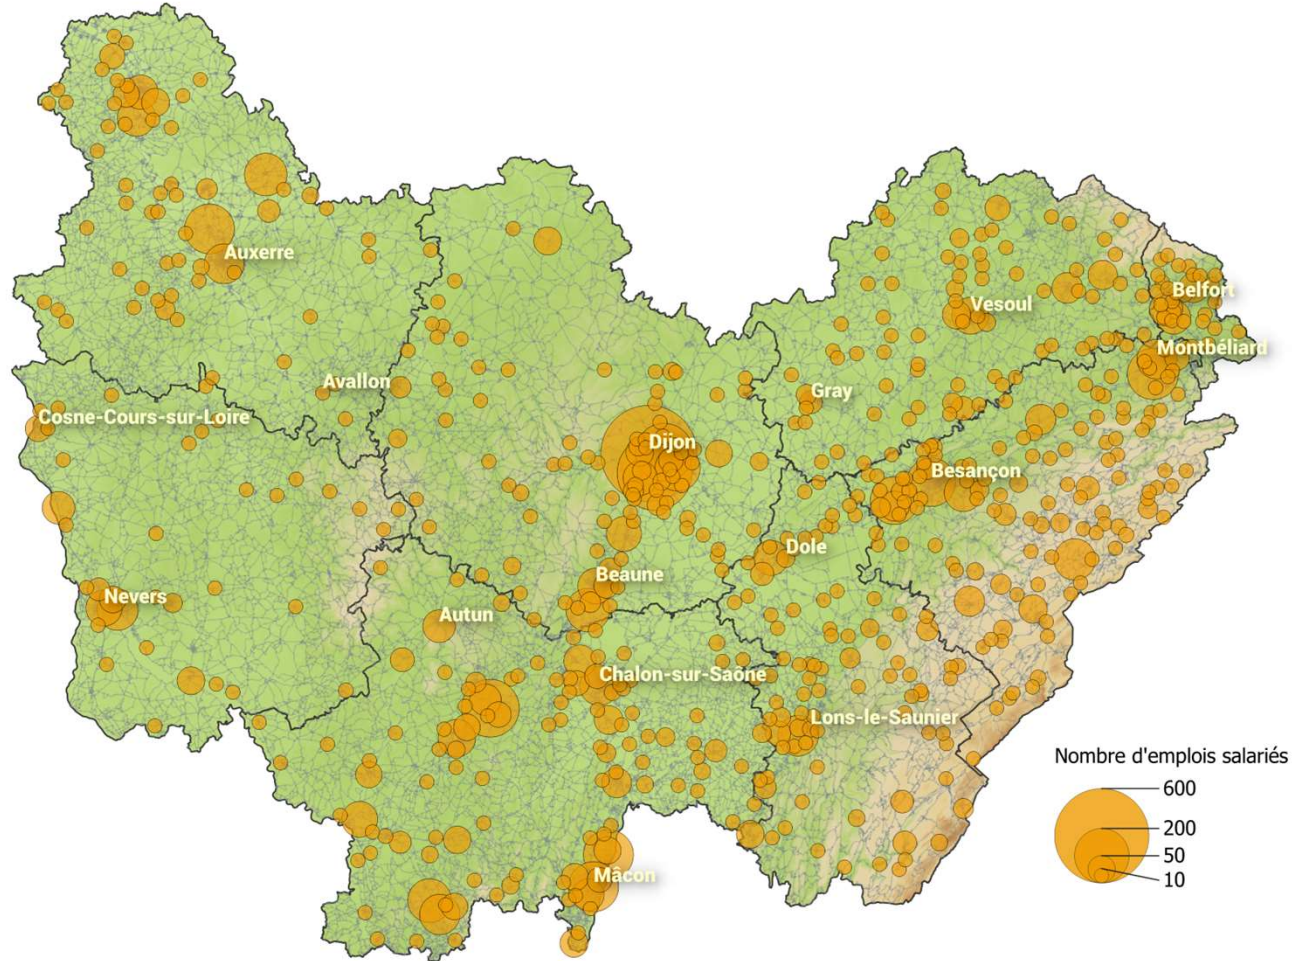 Auxerre
Belfort
Vesoul
Montbéliard
Avallon
Gray
Cosne-Cours-sur-Loire
Dijon
Besançon
Dole
Beaune
Nevers
Autun
Chalon-sur-Saône
Lons-le-Saunier
Nombre d'emplois salariés
600
200
50
10
Mâcon